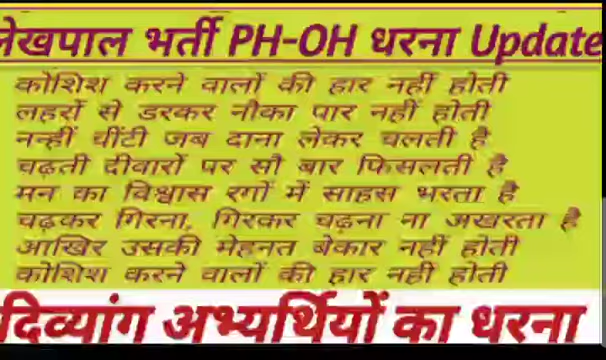 लेखपाल भर्ती PH-OH धरना Update
कोशिश करने वालों की हार नहीं होती
लहरों से डरकर नौका पार नहीं होती
नन्हीं चींटी जब दाना लेकर चलती है
चढ़ती दीवारों पर सौ बार फिसलती है
मन का विश्वास रगों में साहस भरता है
चढ़कर गिरना, गिरकर चढ़ना ना अखरता है
आखिर उसकी मेहनत बेकार नहीं होती
कोशिश करने वालों की हार नहीं होती
दिव्यांग अभ्यर्थियों का धरना